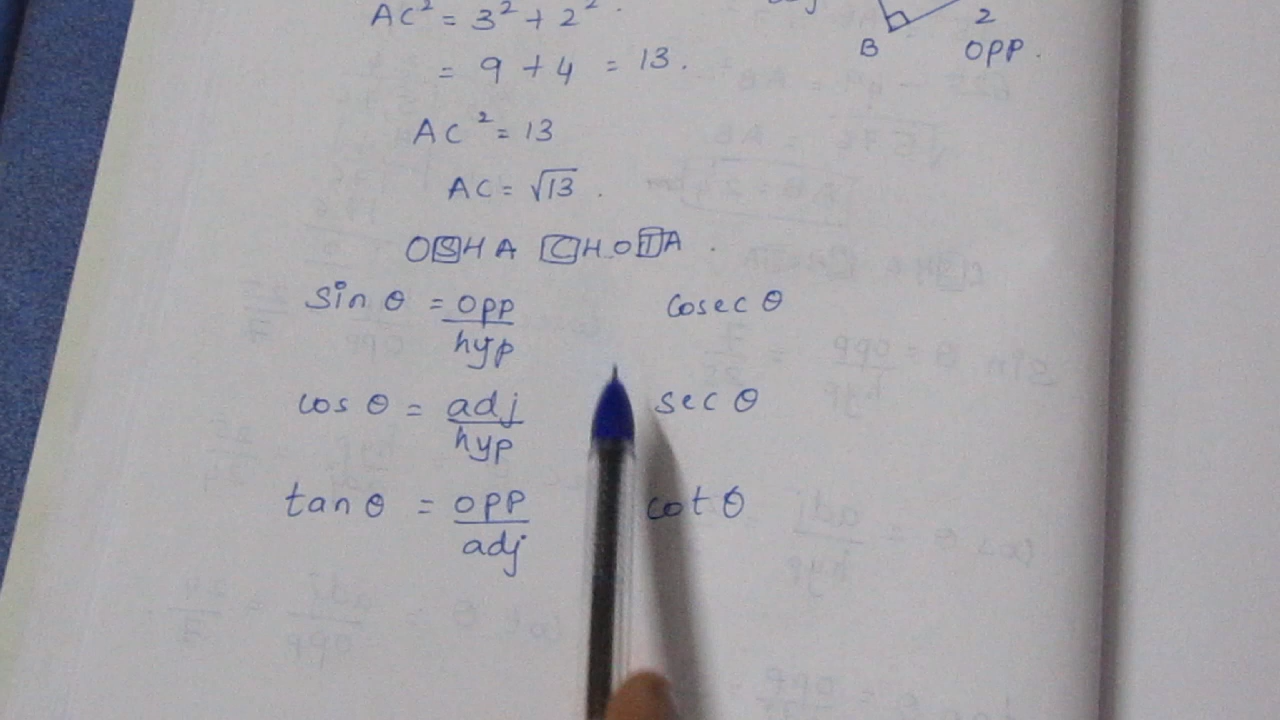 AC² = 3² + 2²
2
B
opp.
= 9 + 4 = 13.
AC² = 13
AC = √13.
OSHA CHOTA.
sin θ = opp/hyp cosec θ
cos θ = adj/hyp sec θ
tan θ = opp/adj cot θ